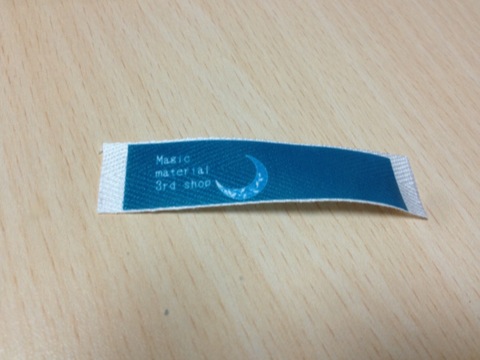 Magic
material
3rd shop